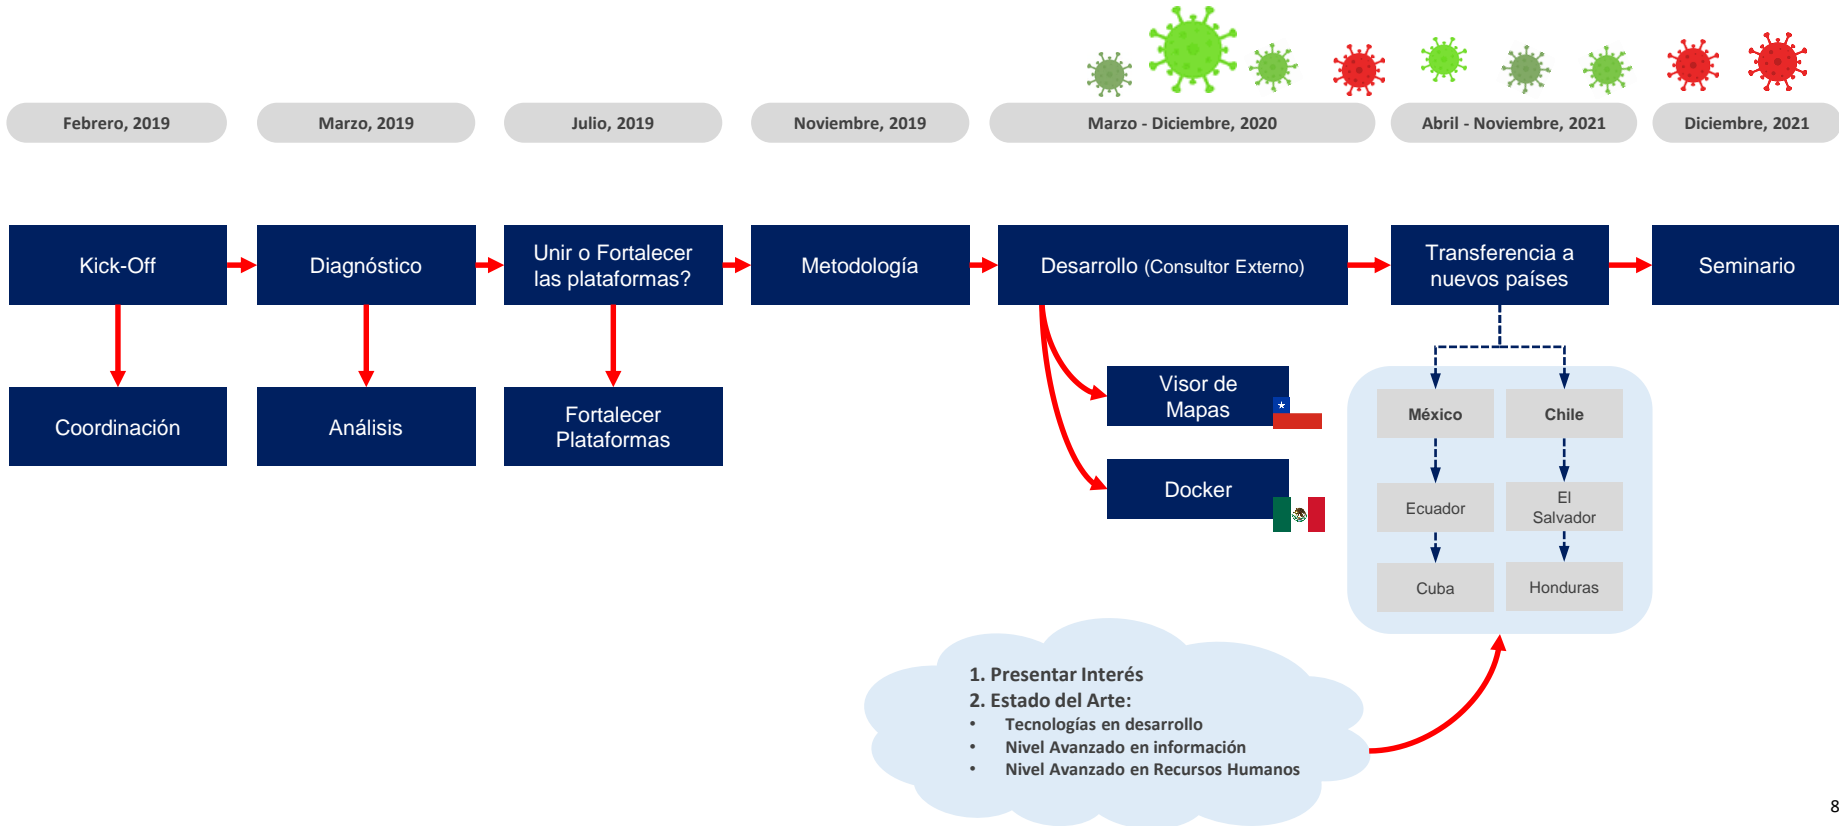 Febrero, 2019
Marzo, 2019
Julio, 2019
Noviembre, 2019
Marzo - Diciembre, 2020
Abril - Noviembre, 2021
Diciembre, 2021
Kick-Off
Diagnóstico
Unir o Fortalecer
las plataformas?
Metodología
Desarrollo (Consultor Externo)
Transferencia a
nuevos países
Seminario
Coordinación
Análisis
Fortalecer
Plataformas
Visor de
Mapas
Docker
México
Chile
Ecuador
El
Salvador
Cuba
Honduras
1. Presentar Interés
2. Estado del Arte:
• Tecnologías en desarrollo
• Nivel Avanzado en información
• Nivel Avanzado en Recursos Humanos
8